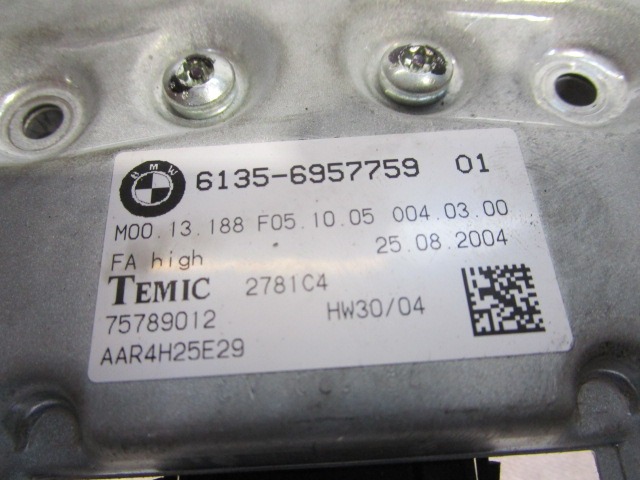 BMW 6135-6957759 01
M00.13.188 F05.10.05 004.03.00
FA high 25.08.2004
TEMIC 2781C4
75789012 HW30/04
AAR4H25E29